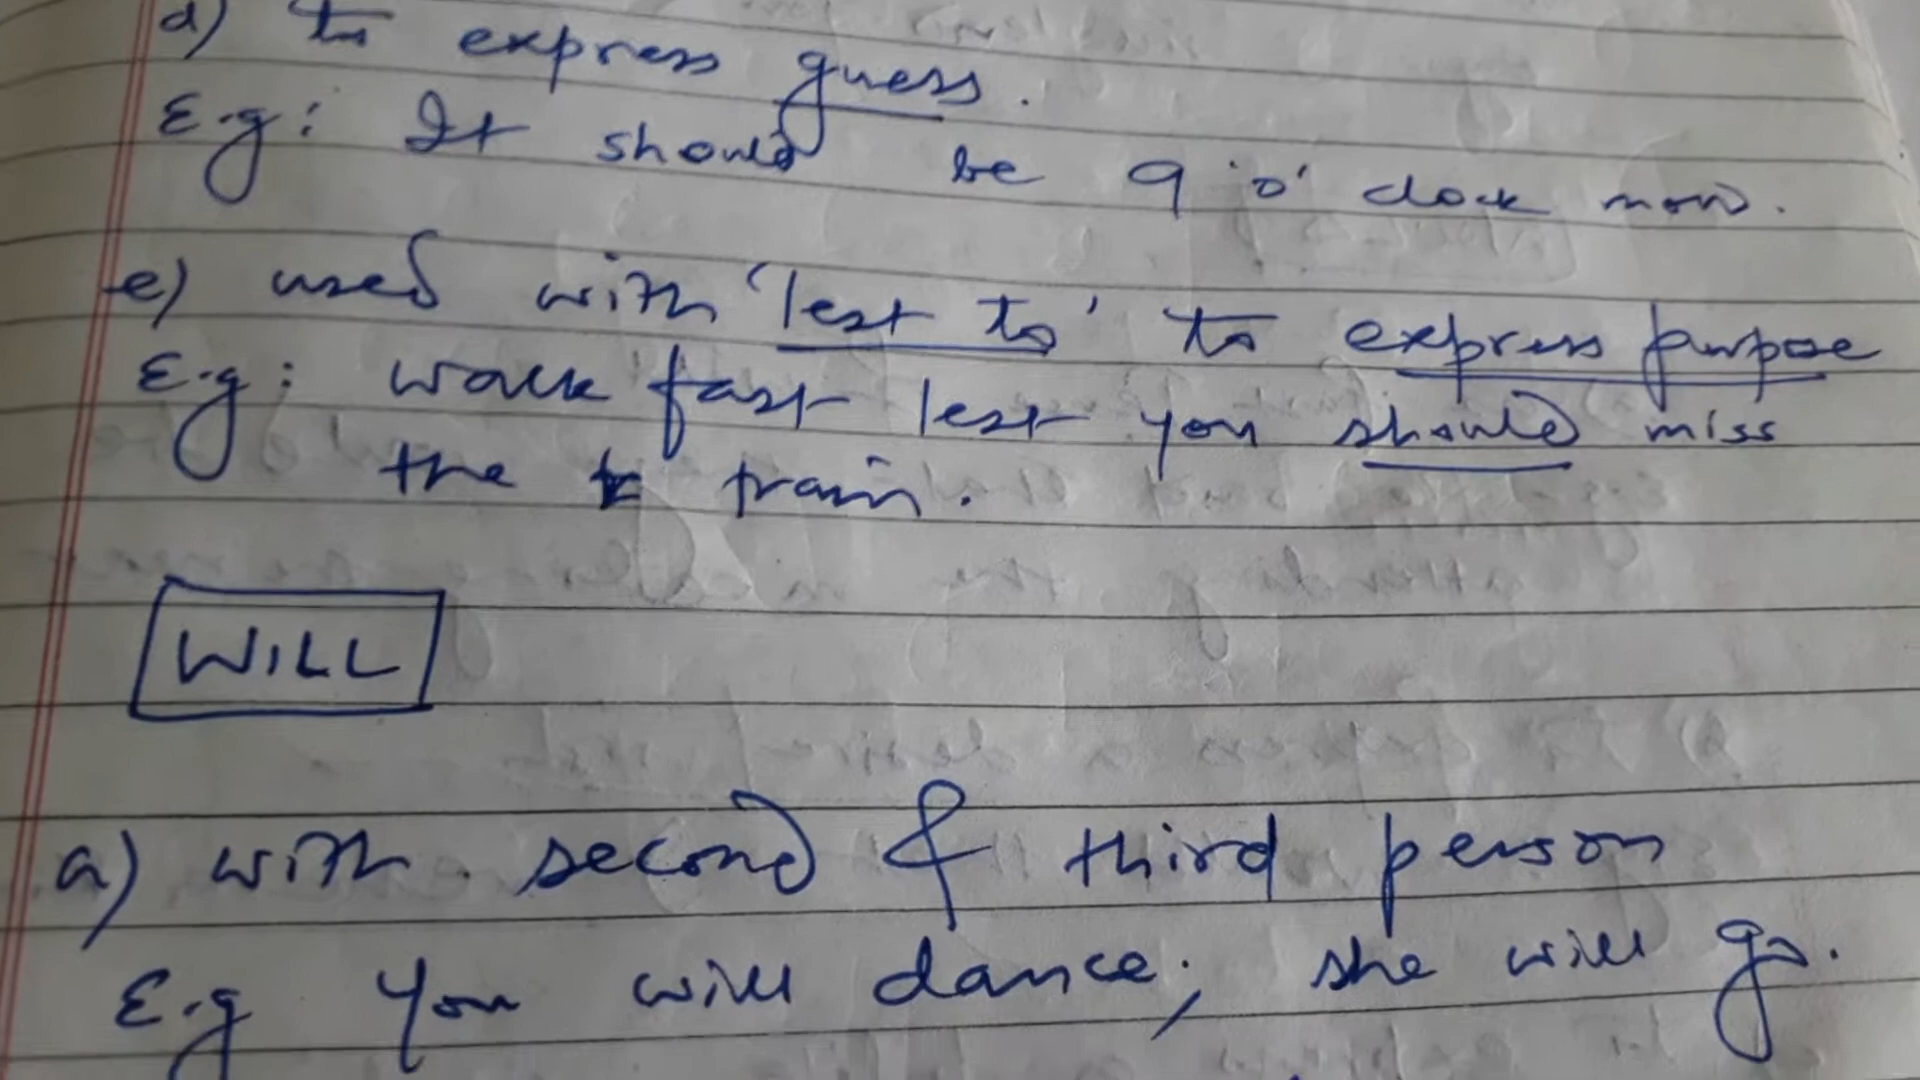 d) to express guess.
E.g: It should be 9 'o' clock now.
e) used with 'lest to' to express purpose
E.g: walk fast lest you should miss
the train.
WILL
a) with second & third person
E.g You will dance; she will go.